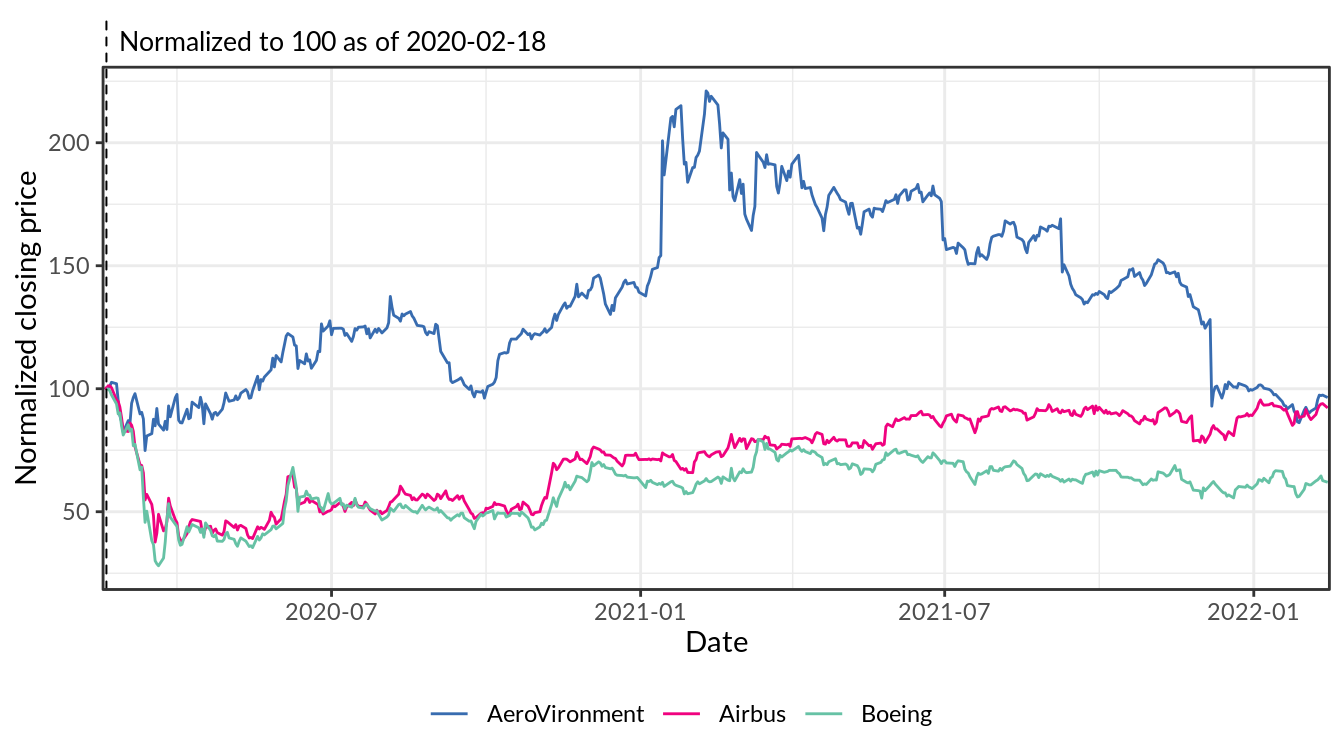 Normalized to 100 as of 2020-02-18
Normalized closing price
200
150
100
50
2020-07
2021-01
2021-07
2022-01
Date
AeroVironment
Airbus
Boeing